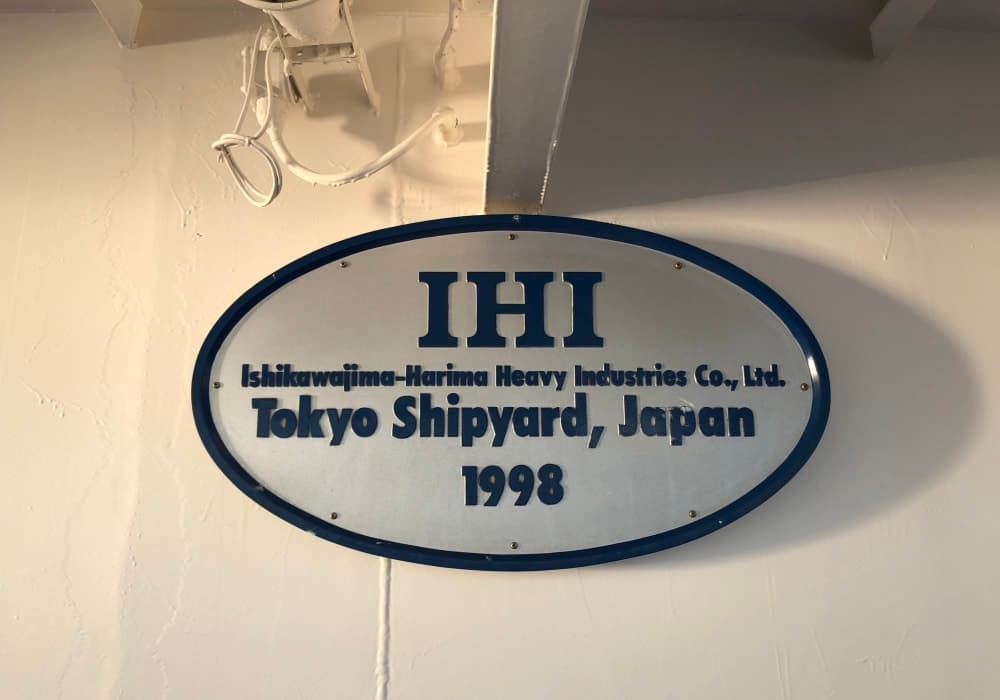 IHI
Ishikawajima-Harima Heavy Industries Co., Ltd.
Tokyo Shipyard, Japan
1998